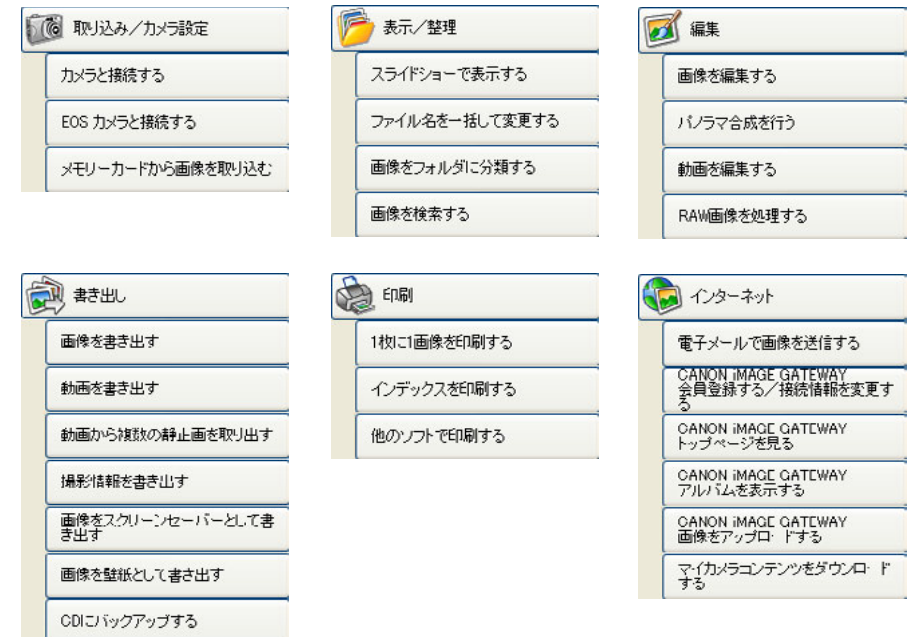 取り込み／カメラ設定
カメラと接続する
EOS カメラと接続する
メモリーカードから画像を取り込む
表示／整理
スライドショーで表示する
ファイル名を一括して変更する
画像をフォルダに分類する
画像を検索する
編集
画像を編集する
パノラマ合成を行う
動画を編集する
RAW画像を処理する
書き出し
画像を書き出す
動画を書き出す
動画から複数の静止画を取り出す
撮影情報を書き出す
画像をスクリーンセーバーとして書
き出す
画像を壁紙として書き出す
CDにバックアップする
印刷
1枚に1画像を印刷する
インデックスを印刷する
他のソフトで印刷する
インターネット
電子メールで画像を送信する
CANON iMAGE GATEWAY
会員登録する／接続情報を変更す
る
CANON iMAGE GATEWAY
トップページを見る
CANON iMAGE GATEWAY
アルバムを表示する
CANON iMAGE GATEWAY
画像をアップロードする
マイカメラコンテンツをダウンロード
する